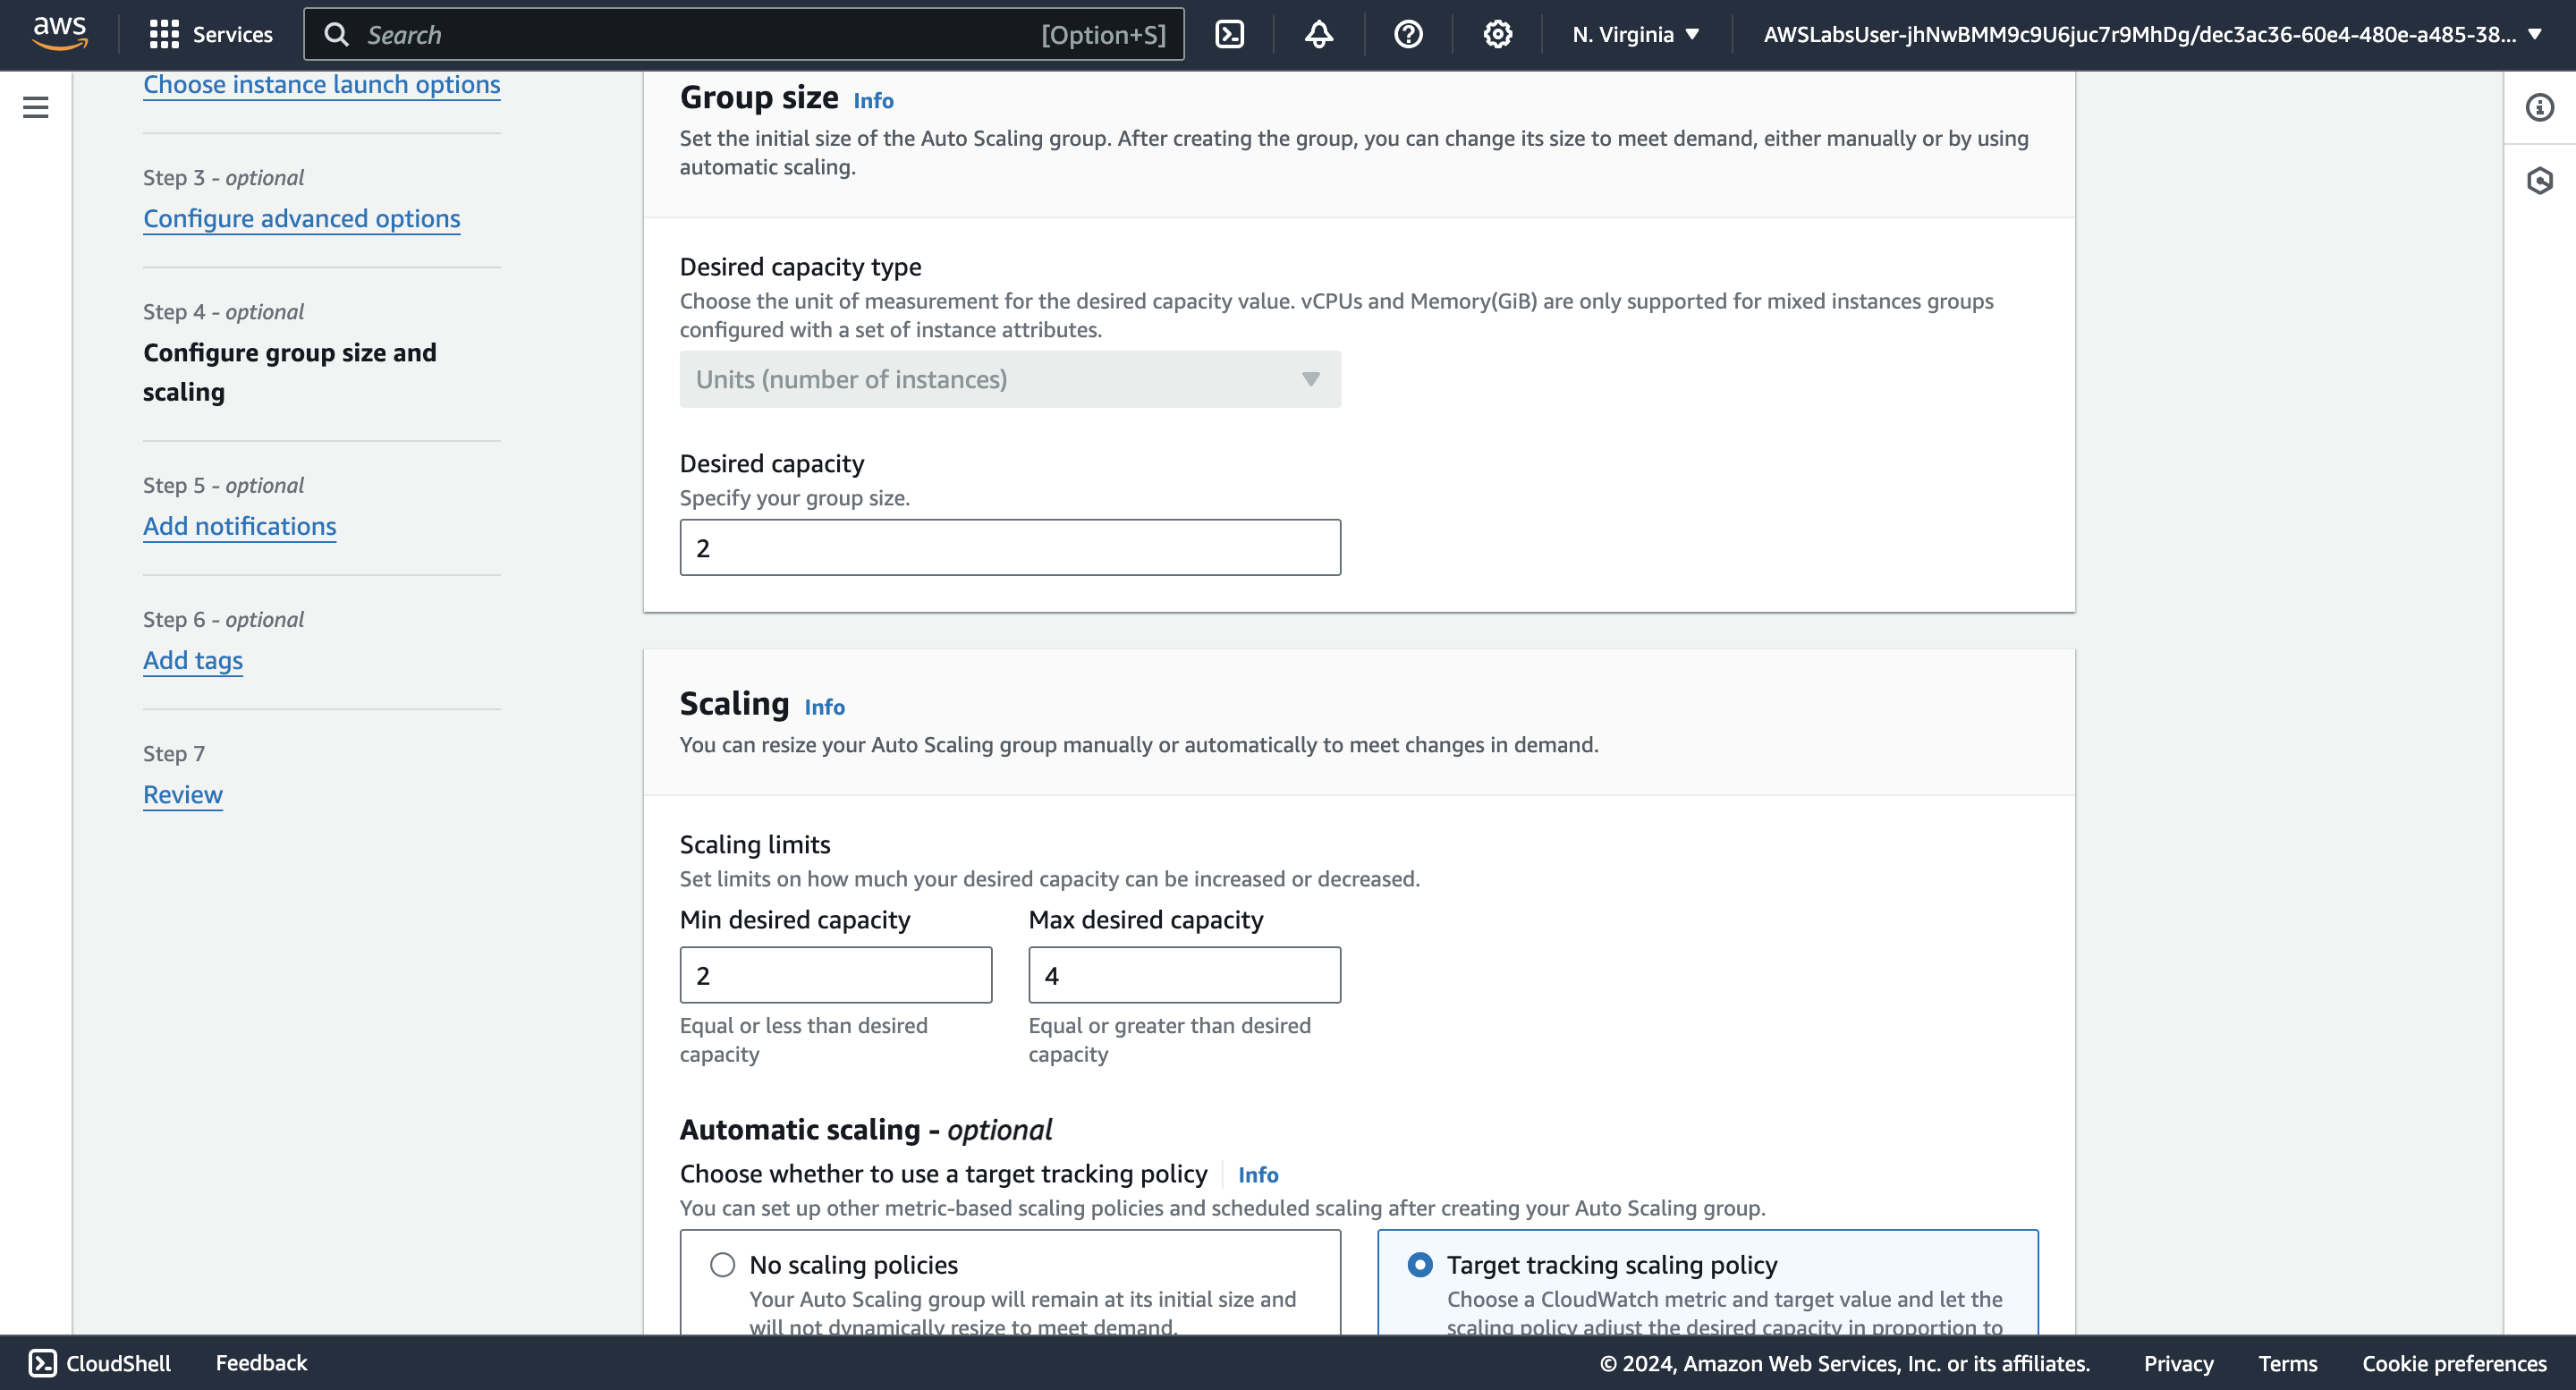 aws
Services
Search
[Option+S]
N. Virginia
AWSLabsUser-jhNwBMM9c9U6juc7r9MhDg/dec3ac36-60e4-480e-a485-38...
Choose instance launch options
Step 3 - optional
Configure advanced options
Step 4 - optional
Configure group size and
scaling
Step 5 - optional
Add notifications
Step 6 - optional
Add tags
Step 7
Review
Group size Info
Set the initial size of the Auto Scaling group. After creating the group, you can change its size to meet demand, either manually or by using
automatic scaling.
Desired capacity type
Choose the unit of measurement for the desired capacity value. vCPUs and Memory(GiB) are only supported for mixed instances groups
configured with a set of instance attributes.
Units (number of instances)
Desired capacity
Specify your group size.
2
Scaling Info
You can resize your Auto Scaling group manually or automatically to meet changes in demand.
Scaling limits
Set limits on how much your desired capacity can be increased or decreased.
Min desired capacity
2
Equal or less than desired
capacity
Max desired capacity
4
Equal or greater than desired
capacity
Automatic scaling - optional
Choose whether to use a target tracking policy Info
You can set up other metric-based scaling policies and scheduled scaling after creating your Auto Scaling group.
No scaling policies
Your Auto Scaling group will remain at its initial size and
will not dynamically resize to meet demand.
Target tracking scaling policy
Choose a CloudWatch metric and target value and let the
scaling policy adjust the desired capacity in proportion to
CloudShell
Feedback
© 2024, Amazon Web Services, Inc. or its affiliates.
Privacy
Terms
Cookie preferences